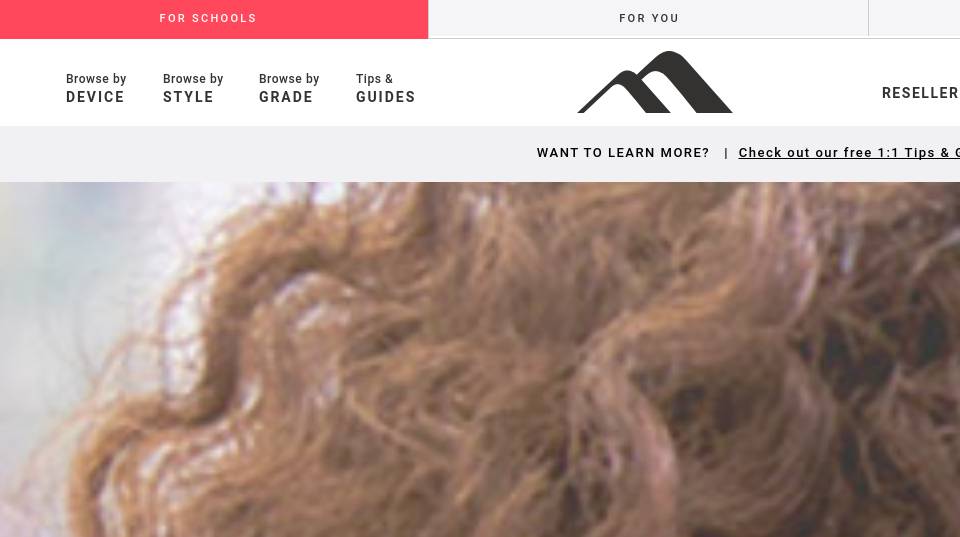 FOR SCHOOLS
FOR YOU
Browse by
DEVICE
Browse by
STYLE
Browse by
GRADE
Tips &
GUIDES
RESELLER
WANT TO LEARN MORE? | Check out our free 1:1 Tips &